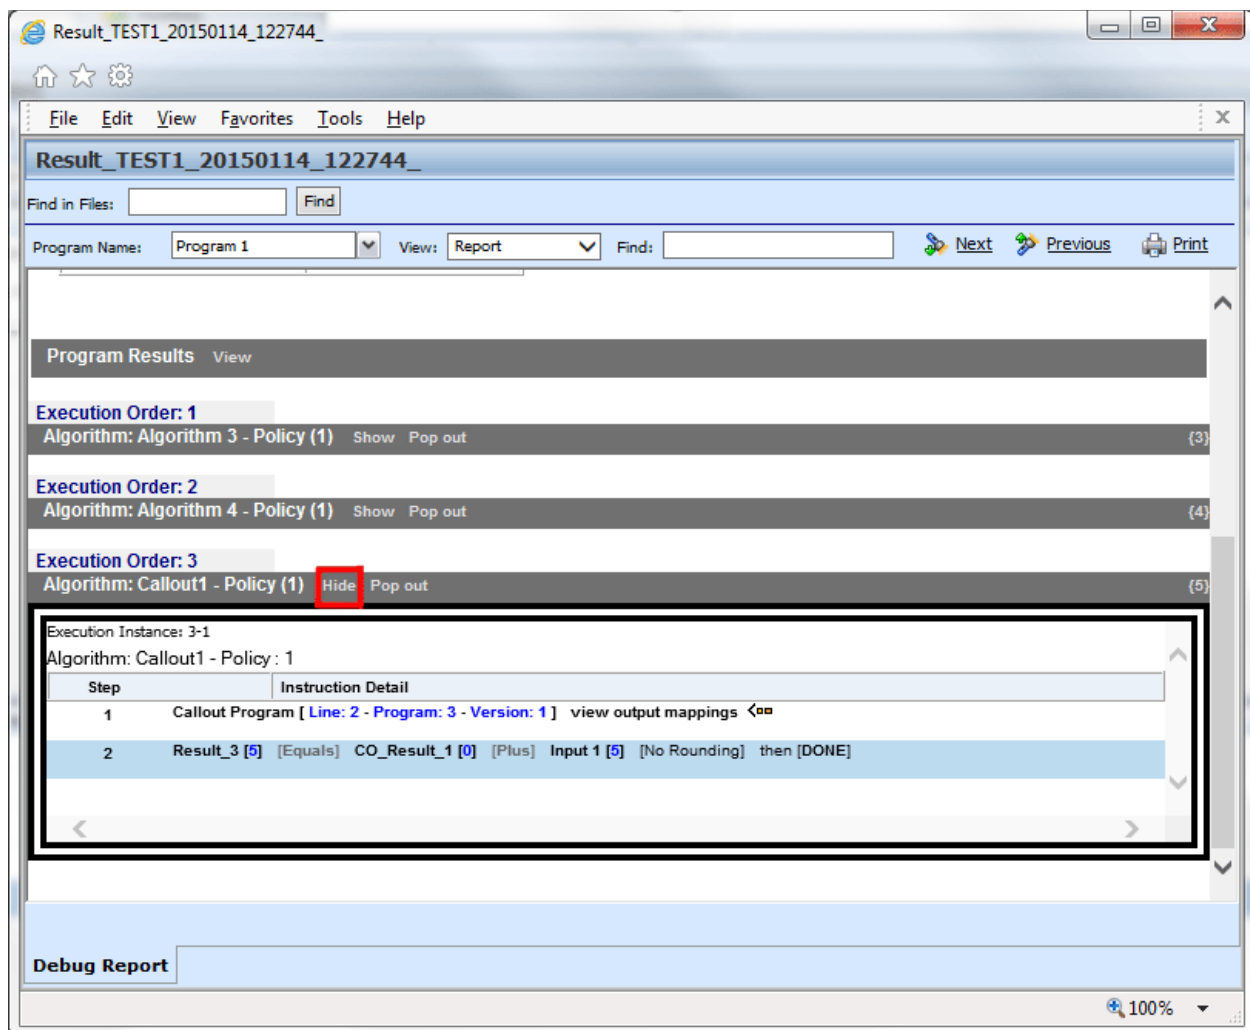 Result_TEST1_20150114_122744_
File Edit View Favorites Tools Help
Result_TEST1_20150114_122744_
Find in Files: Find
Program Name: Program 1 View: Report Find: Next Previous Print
Program Results View
Execution Order: 1
Algorithm: Algorithm 3 - Policy (1) Show Pop out {3}
Execution Order: 2
Algorithm: Algorithm 4 - Policy (1) Show Pop out {4}
Execution Order: 3
Algorithm: Callout1 - Policy (1) Hide Pop out {5}
Execution Instance: 3-1
Algorithm: Callout1 - Policy : 1
Step Instruction Detail
1 Callout Program [ Line: 2 - Program: 3 - Version: 1 ] view output mappings
2 Result_3 [5] [Equals] CO_Result_1 [0] [Plus] Input 1 [5] [No Rounding] then [DONE]
Debug Report
100%